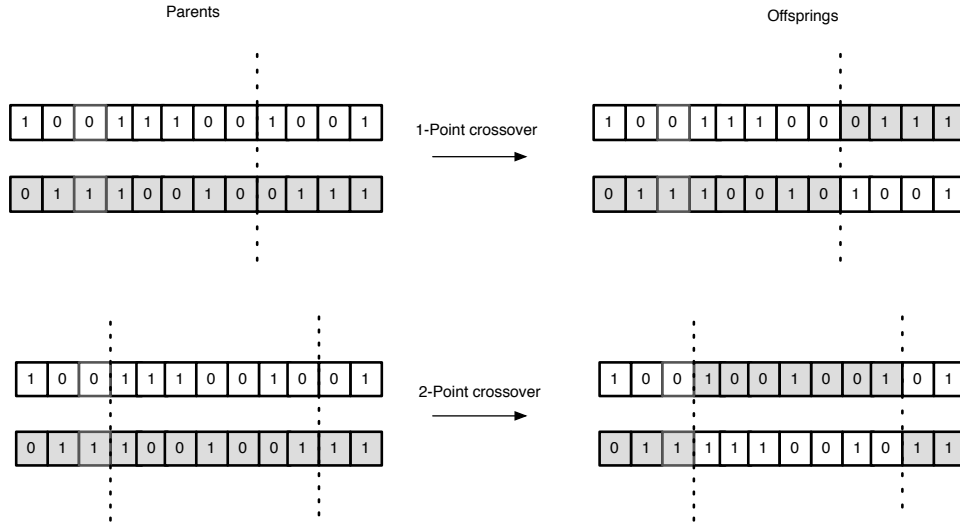 Parents
Offsprings
1 0 0 1 1 1 0 0 1 0 0 1
1-Point crossover
1 0 0 1 1 1 0 0 0 1 1 1
0 1 1 1 0 0 1 0 0 1 1 1
0 1 1 1 0 0 1 0 1 0 0 1
1 0 0 1 1 1 0 0 1 0 0 1
2-Point crossover
1 0 0 1 0 0 1 0 0 1 0 1
0 1 1 1 0 0 1 0 0 1 1 1
0 1 1 1 1 1 0 0 1 0 1 1